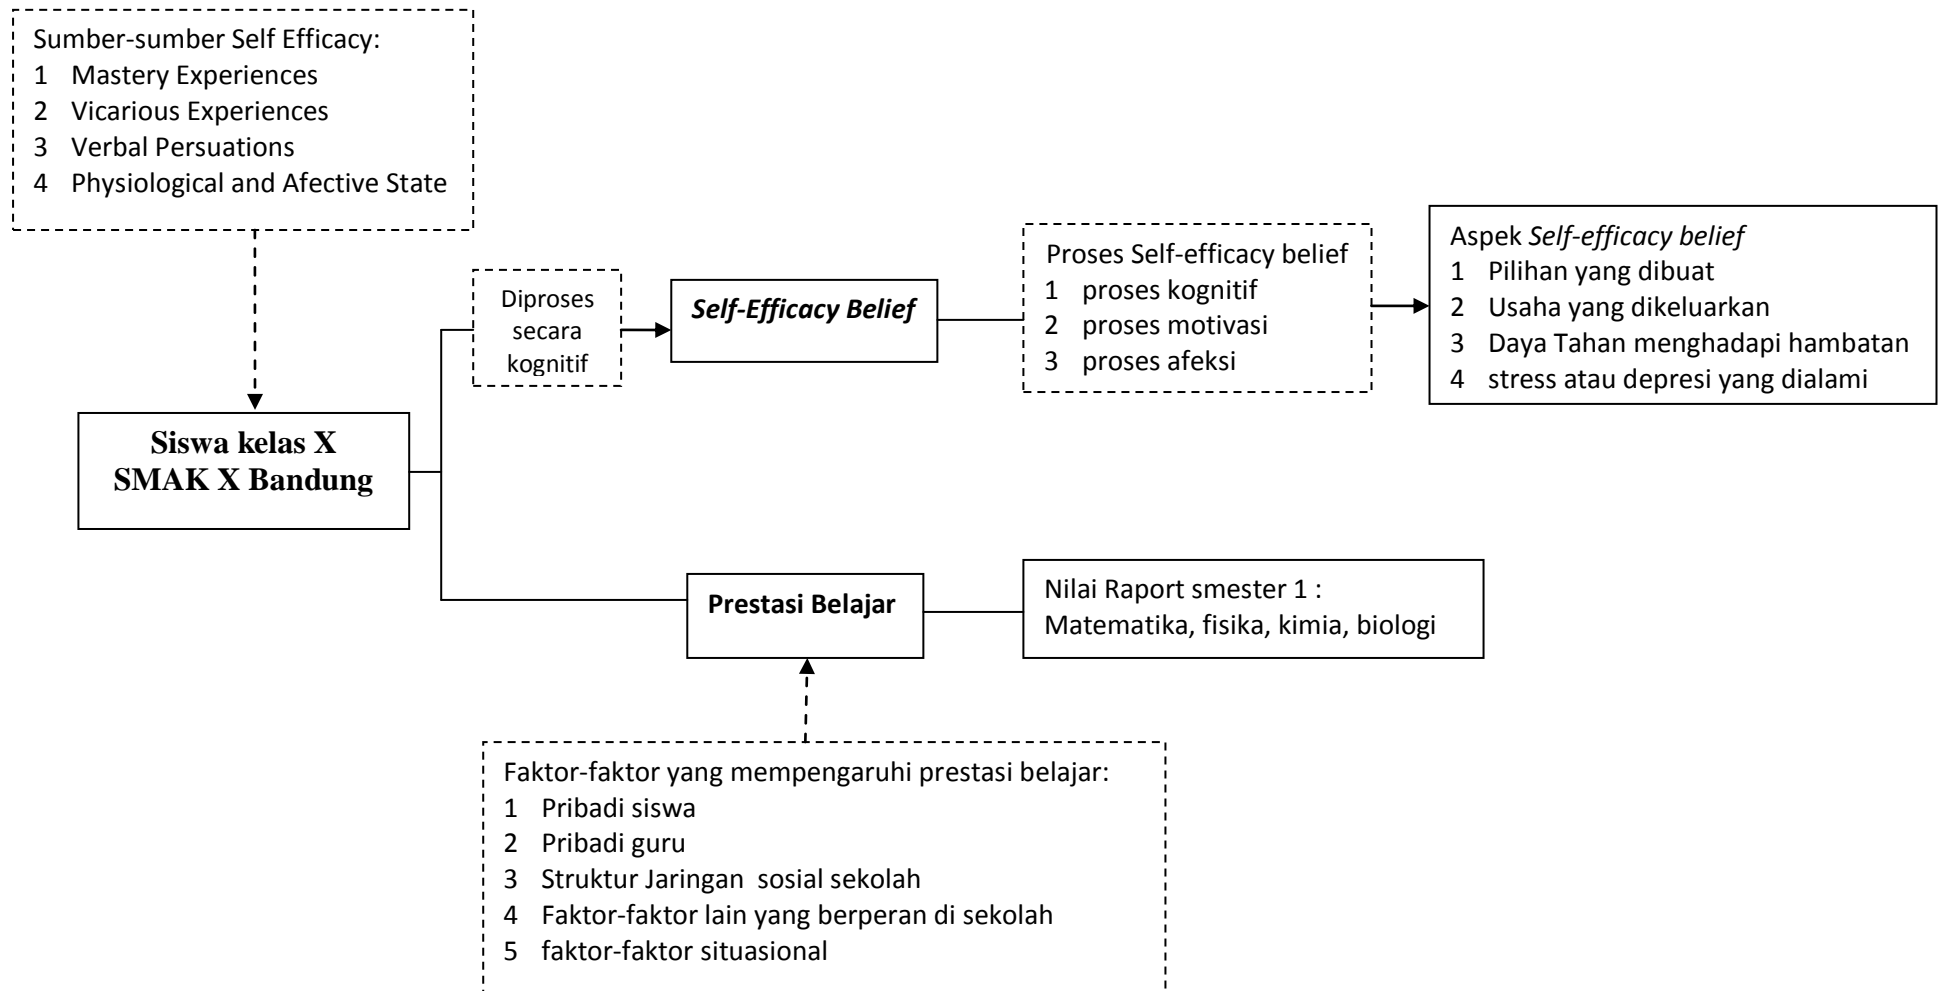 Sumber-sumber Self Efficacy:
1 Mastery Experiences
2 Vicarious Experiences
3 Verbal Persuations
4 Physiological and Afective State
Diproses
secara
kognitif
Self-Efficacy Belief
Proses Self-efficacy belief
1 proses kognitif
2 proses motivasi
3 proses afeksi
Aspek Self-efficacy belief
1 Pilihan yang dibuat
2 Usaha yang dikeluarkan
3 Daya Tahan menghadapi hambatan
4 stress atau depresi yang dialami
Siswa kelas X
SMAK X Bandung
Prestasi Belajar
Nilai Raport smester 1 :
Matematika, fisika, kimia, biologi
Faktor-faktor yang mempengaruhi prestasi belajar:
1 Pribadi siswa
2 Pribadi guru
3 Struktur Jaringan sosial sekolah
4 Faktor-faktor lain yang berperan di sekolah
5 faktor-faktor situasional